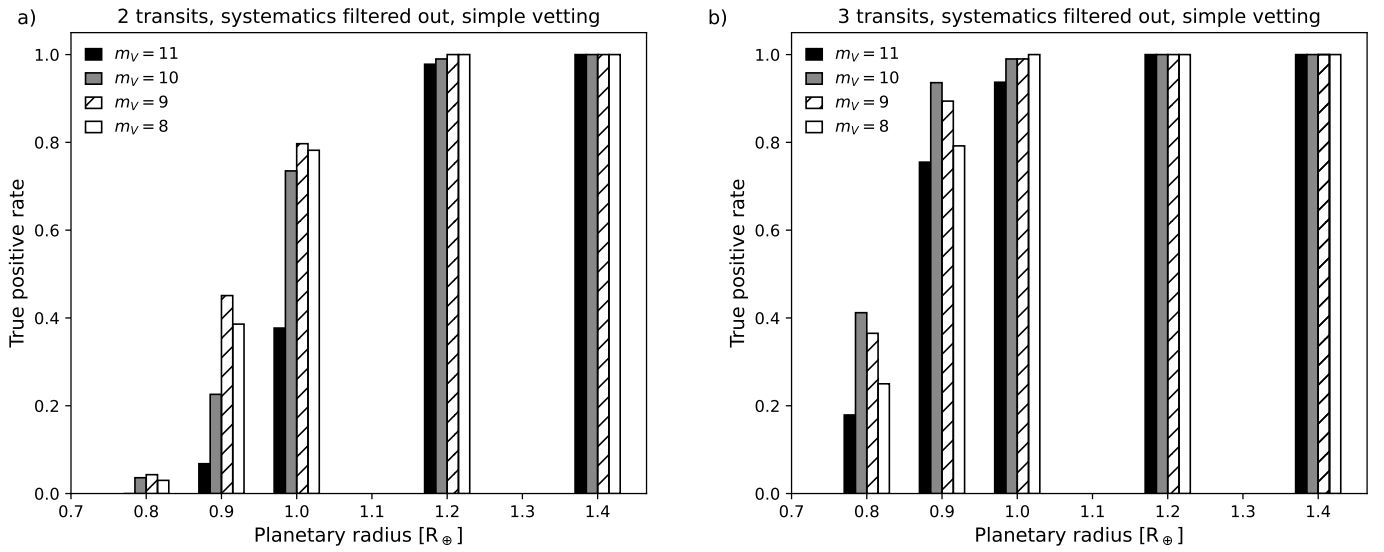 a)
2 transits, systematics filtered out, simple vetting
True positive rate
1.0
0.8
0.6
0.4
0.2
0.0
m_V = 11
m_V = 10
m_V = 9
m_V = 8
0.7 0.8 0.9 1.0 1.1 1.2 1.3 1.4
Planetary radius [R⊕]
b)
3 transits, systematics filtered out, simple vetting
True positive rate
1.0
0.8
0.6
0.4
0.2
0.0
m_V = 11
m_V = 10
m_V = 9
m_V = 8
0.7 0.8 0.9 1.0 1.1 1.2 1.3 1.4
Planetary radius [R⊕]